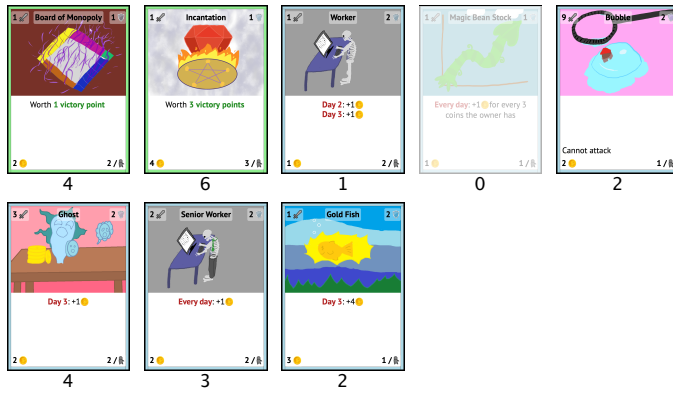 1 Board of Monopoly 1
Worth 1 victory point
2 2 /
4
1 Incantation 1
Worth 3 victory points
4 3 /
6
1 Worker 2
Day 2: +1
Day 3: +1
1 2 /
1
1 Magic Bean Stock 1
Every day: +1 for every 3
coins the owner has
1 1 /
0
9 Bubble 2
Cannot attack
2 1 /
2
3 Ghost 2
Day 3: +1
2 2 /
4
2 Senior Worker 2
Every day: +1
2 2 /
3
1 Gold Fish 2
Day 3: +4
3 1 /
2